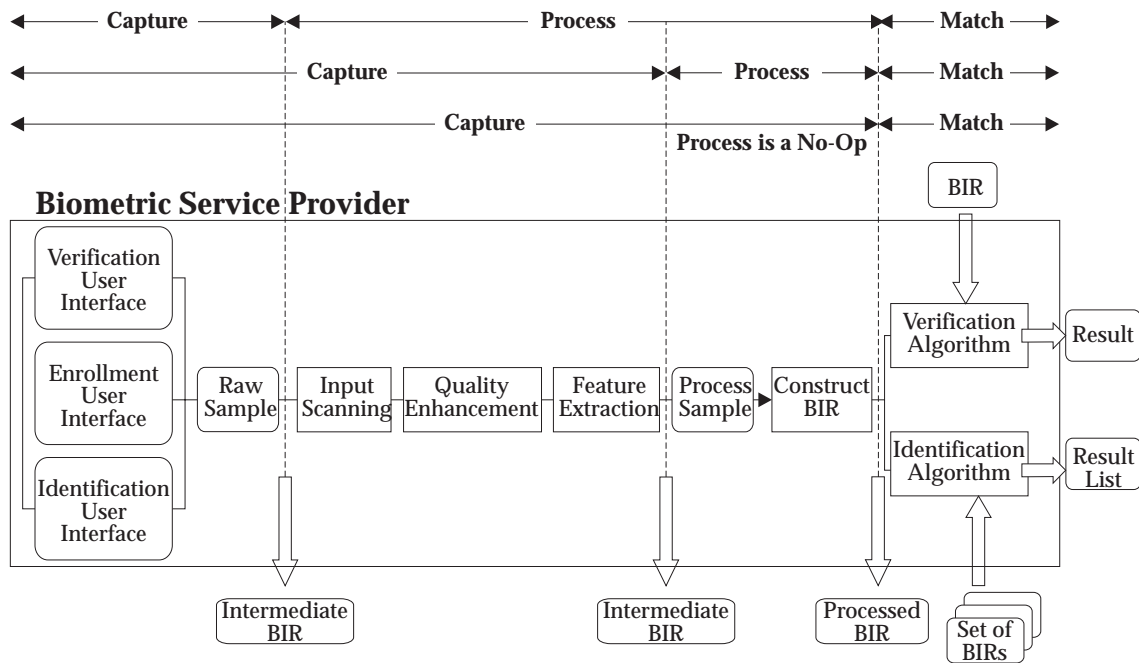 Capture Process Match
Capture Process Match
Capture Match
Process is a No-Op
BIR
Biometric Service Provider
Verification
User
Interface
Enrollment
User
Interface
Identification
User
Interface
Raw
Sample
Input
Scanning
Quality
Enhancement
Feature
Extraction
Process
Sample
Construct
BIR
Verification
Algorithm
Result
Identification
Algorithm
Result
List
Intermediate
BIR
Intermediate
BIR
Processed
BIR
Set of
BIRs